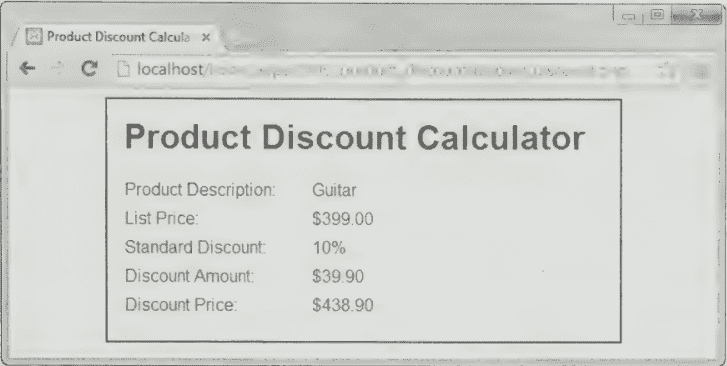 Product Discount Calcula
localhost/
Product Discount Calculator
Product Description: Guitar
List Price: $399.00
Standard Discount: 10%
Discount Amount: $39.90
Discount Price: $438.90